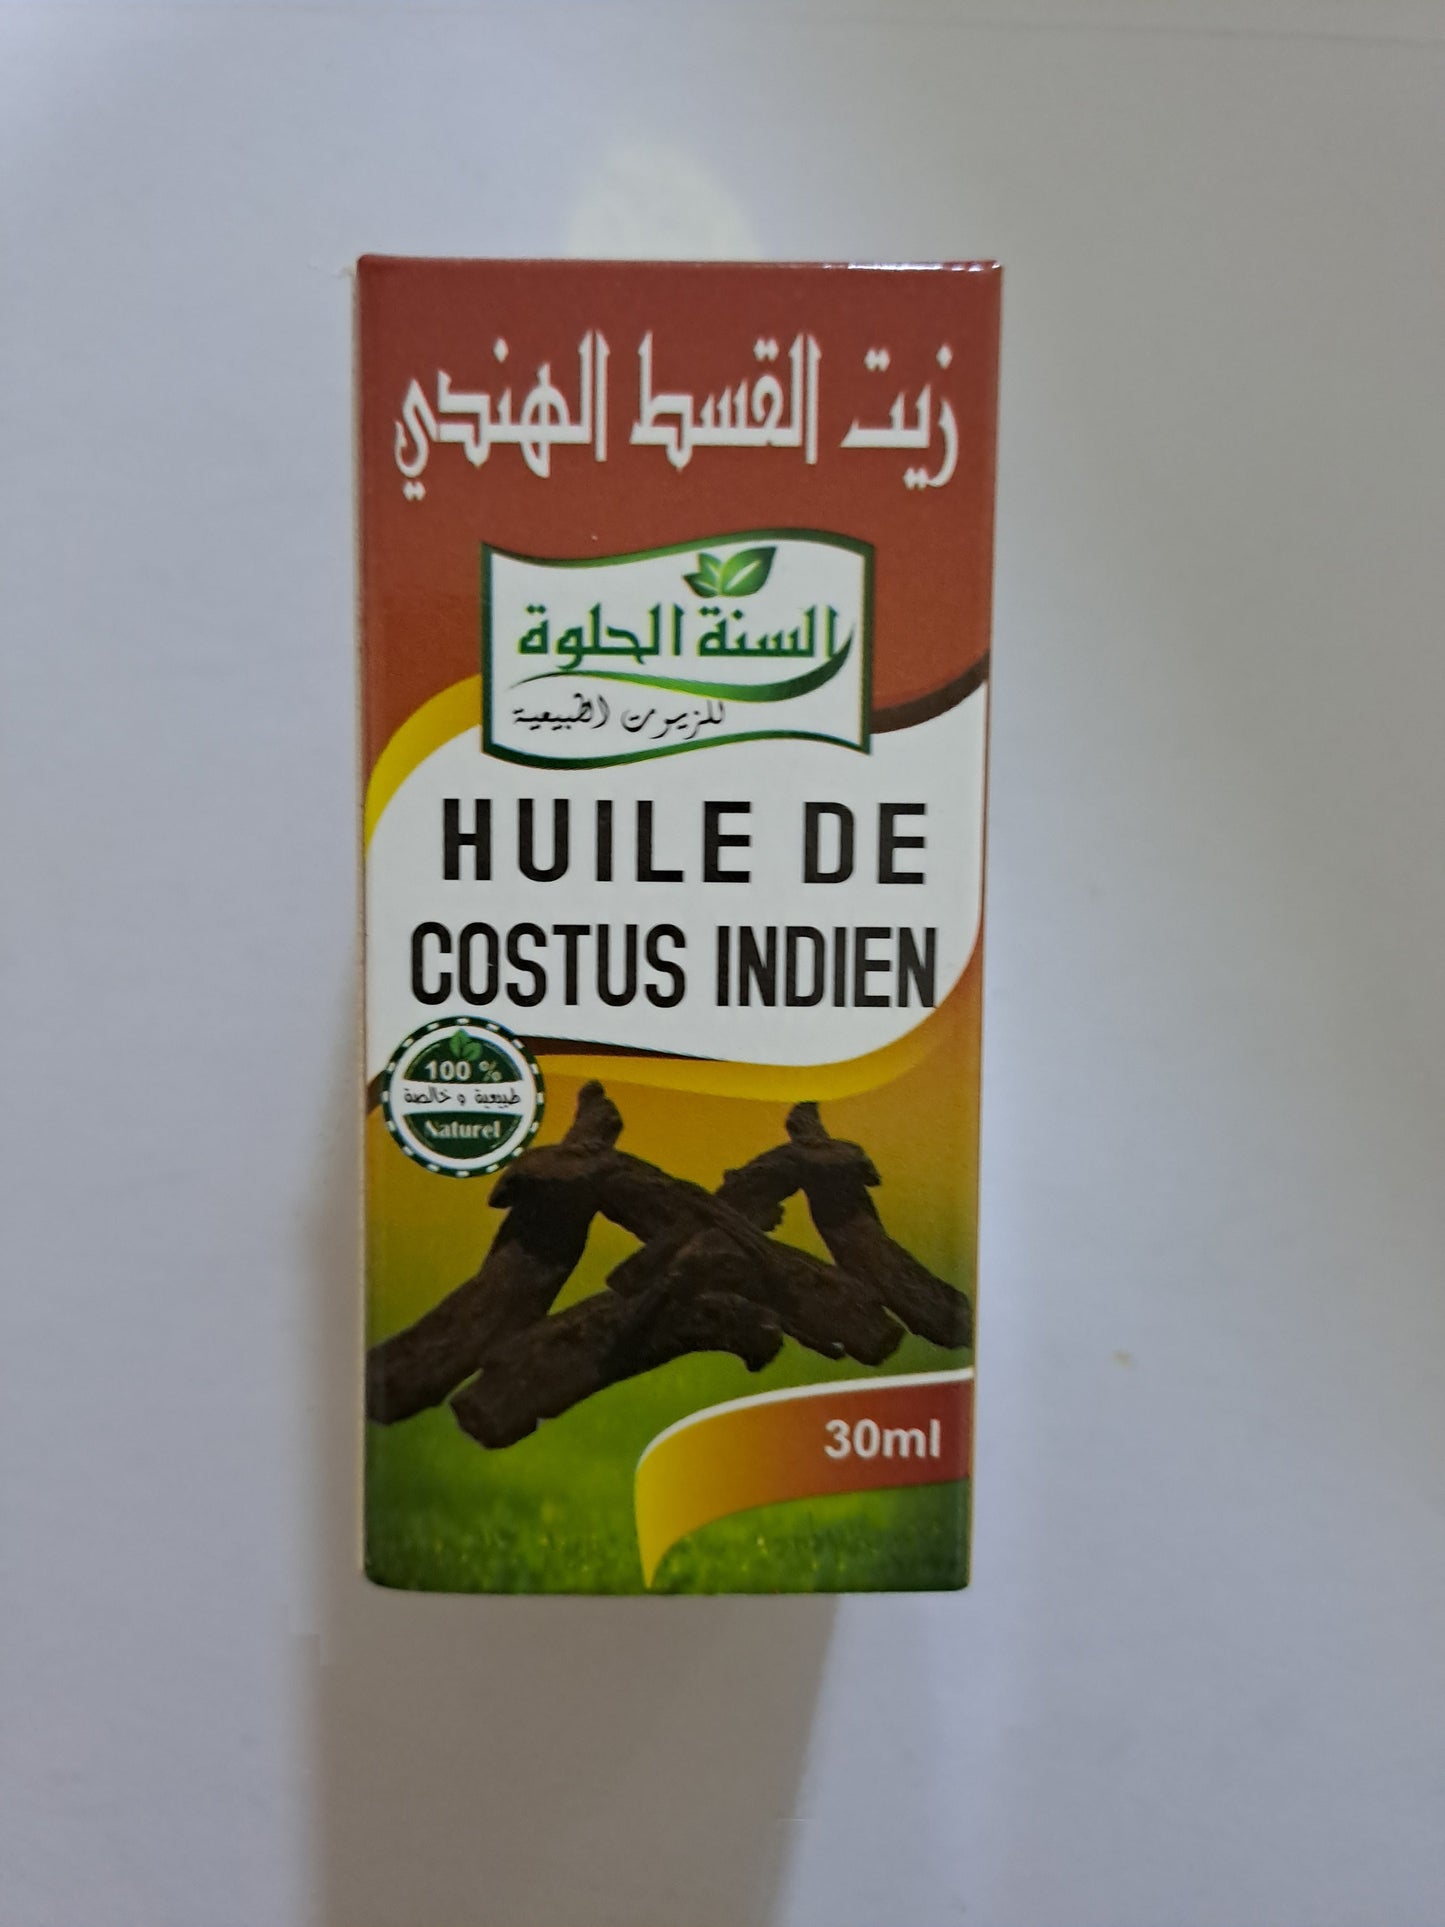 زيت القسط الهندي
السنة الحلوة
للزيوت الطبيعية
HUILE DE
COSTUS INDIEN
100 %
طبيعية و خالصة
Naturel
30ml